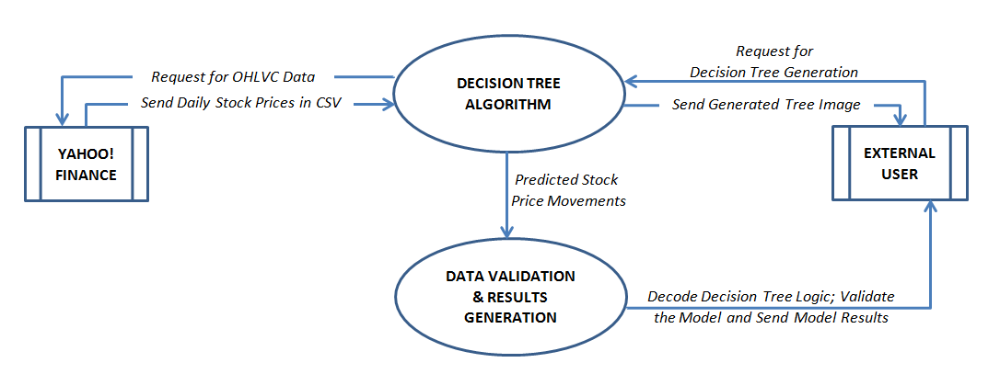 Request for OHLVC Data
Send Daily Stock Prices in CSV
YAHOO!
FINANCE
DECISION TREE
ALGORITHM
Request for
Decision Tree Generation
Send Generated Tree Image
EXTERNAL
USER
Predicted Stock
Price Movements
DATA VALIDATION
& RESULTS
GENERATION
Decode Decision Tree Logic; Validate
the Model and Send Model Results